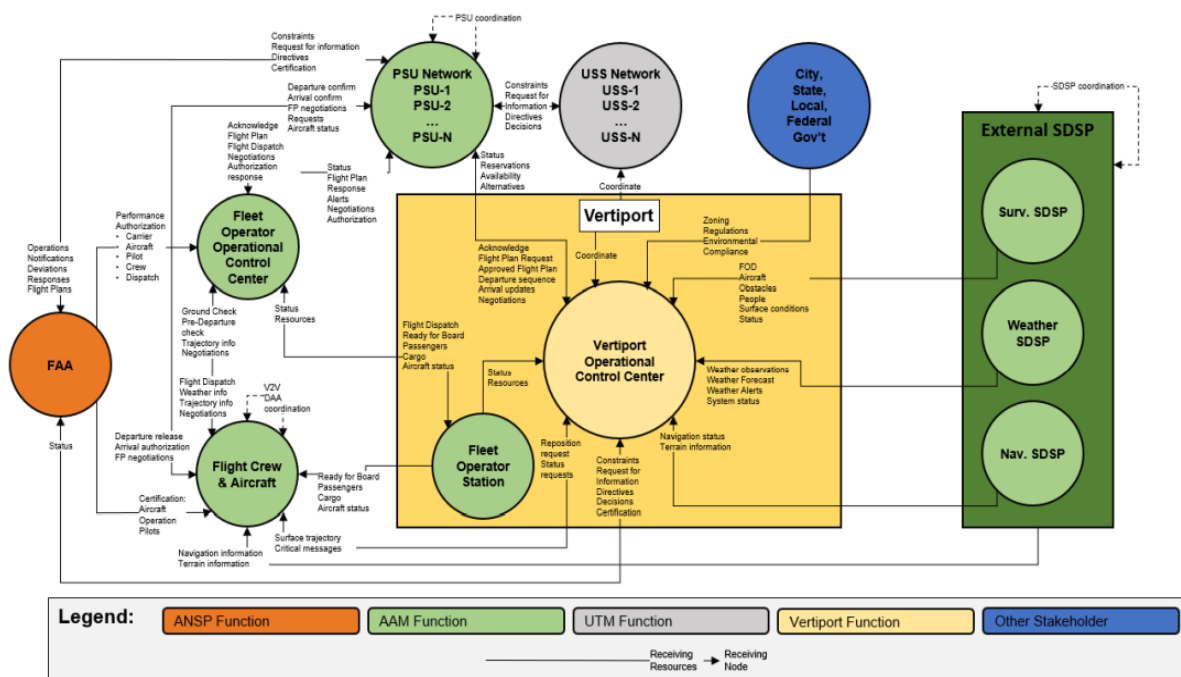 PSU coordination
Constraints
Request for information
Directives
Certification
PSU Network
PSU-1
PSU-2
...
PSU-N
USS Network
USS-1
USS-2
...
USS-N
City,
State,
Local,
Federal
Gov't
SDSP coordination
External SDSP
Departure confirm
Arrival confirm
FP negotiations
Requests
Aircraft status
Constraints
Request for
Information
Directives
Decisions
Acknowledge
Flight Plan
Flight Dispatch
Negotiations
Authorization
response
Status
Flight Plan
Response
Alerts
Negotiations
Authorization
Status
Reservations
Availability
Alternatives
Coordinate
Vertiport
Surv. SDSP
Performance
Authorization
• Carrier
• Aircraft
• Pilot
• Crew
• Dispatch
Fleet
Operator
Operational
Control
Center
Zoning
Regulations
Environmental
Compliance
Operations
Notifications
Deviations
Responses
Flight Plans
Acknowledge
Flight Plan Request
Approved Flight Plan
Departure sequence
Arrival updates
Negotiations
Coordinate
FOD
Aircraft
Obstacles
People
Surface conditions
Status
Ground Check
Pre-Departure
check
Trajectory info
Negotiations
Status
Resources
Flight Dispatch
Ready for Board
Passengers
Cargo
Aircraft status
Vertiport
Operational
Control Center
Weather
SDSP
FAA
Flight Dispatch
Weather info
Trajectory info
Negotiations
V2V
DAA
coordination
Status
Resources
Weather observations
Weather Forecast
Weather Alerts
System status
Status
Departure release
Arrival authorization
FP negotiations
Flight Crew
& Aircraft
Ready for Board
Passengers
Cargo
Aircraft status
Fleet
Operator
Station
Reposition
request
Status
requests
Constraints
Request for
Information
Directives
Decisions
Certification
Navigation status
Terrain information
Nav. SDSP
Certification:
Aircraft
Operation
Pilots
Surface trajectory
Critical messages
Navigation information
Terrain information
Legend:
ANSP Function
AAM Function
UTM Function
Vertiport Function
Other Stakeholder
Receiving
Resources
Receiving
Node